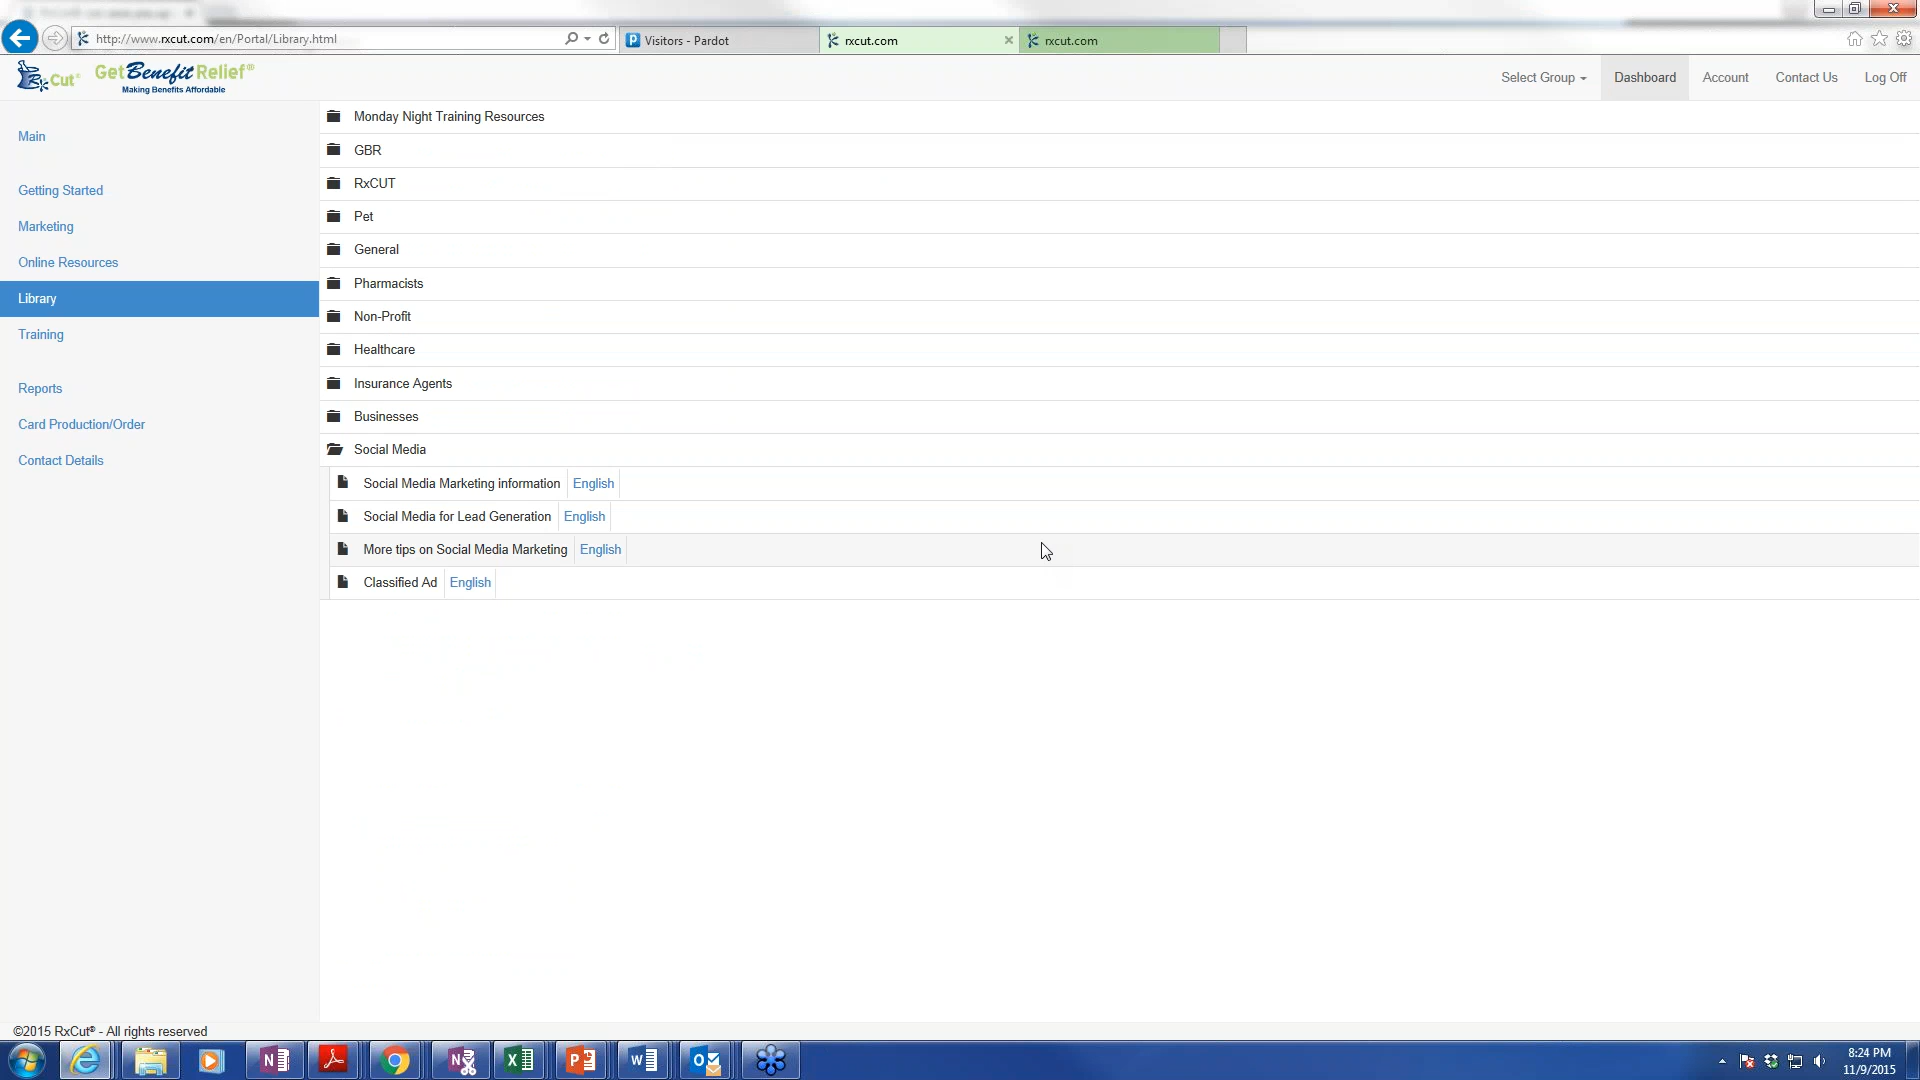 http://www.rxcut.com/en/Portal/Library.html
Visitors - Pardot
rxcut.com
rxcut.com
RxCut®
GetBenefitRelief®
Making Benefits Affordable
Select Group
Dashboard
Account
Contact Us
Log Off
Main
Getting Started
Marketing
Online Resources
Library
Training
Reports
Card Production/Order
Contact Details
Monday Night Training Resources
GBR
RxCUT
Pet
General
Pharmacists
Non-Profit
Healthcare
Insurance Agents
Businesses
Social Media
Social Media Marketing information English
Social Media for Lead Generation English
More tips on Social Media Marketing English
Classified Ad English
©2015 RxCut® - All rights reserved
8:24 PM
11/9/2015